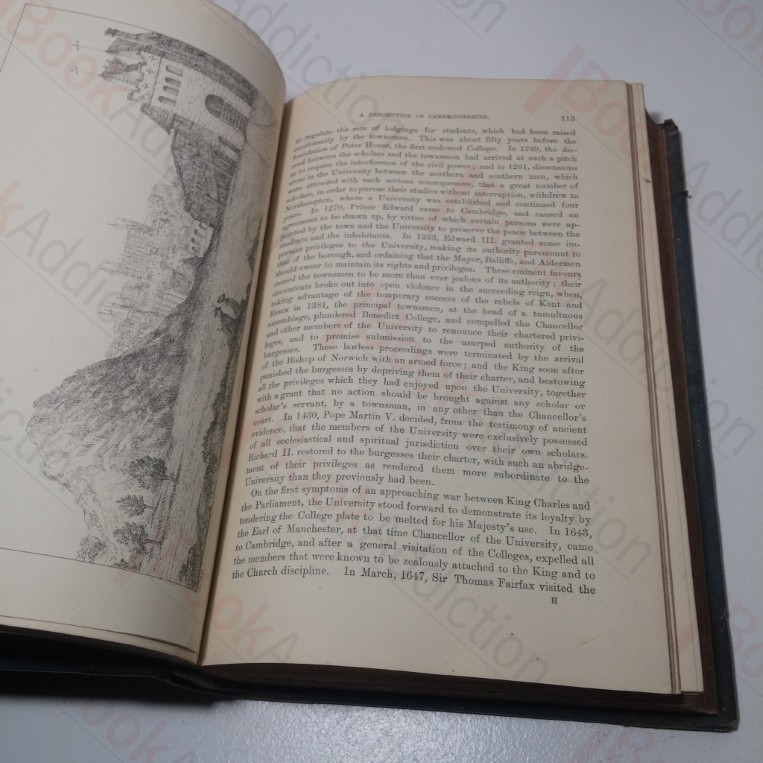 A DESCRIPTION OF CAMBRIDGESHIRE. 113
to regulate the rate of lodgings for students, which had been raised
exorbitantly by the townsmen. This was about fifty years before the
foundation of Peter House, the first endowed College. In 1249, the dis-
cord between the scholars and the townsmen had arrived at such a pitch
as to require the interference of the civil power; and in 1261, dissensions
arose in the University between the northern and southern men, which
were attended with such serious consequences, that a great number of
scholars, in order to pursue their studies without interruption, withdrew to
Northampton, where a University was established and continued four
years. In 1270, Prince Edward came to Cambridge, and caused an
agreement to be drawn up, by virtue of which certain persons were ap-
pointed by the town and the University to preserve the peace between the
students and the inhabitants. In 1333, Edward III. granted some im-
portant privileges to the University, making its authority paramount to
that of the borough, and ordaining that the Mayor, Bailiffs, and Aldermen
should swear to maintain its rights and privileges. These eminent favours
caused the townsmen to be more than ever jealous of its authority; their
discontents broke out into open violence in the succeeding reign, when,
taking advantage of the temporary success of the rebels of Kent and
Essex in 1381, the principal townsmen, at the head of a tumultuous
assemblage, plundered Benedict College, and compelled the Chancellor
and other members of the University to renounce their chartered privi-
leges, and to promise submission to the usurped authority of the
burgesses. These lawless proceedings were terminated by the arrival
of the Bishop of Norwich with an armed force; and the King soon after
punished the burgesses by depriving them of their charter, and bestowing
all the privileges which they had enjoyed upon the University, together
with a grant that no action should be brought against any scholar or
scholar's servant, by a townsman, in any other than the Chancellor's
court. In 1430, Pope Martin V. decided, from the testimony of ancient
evidence, that the members of the University were exclusively possessed
of all ecclesiastical and spiritual jurisdiction over their own scholars.
Richard II. restored to the burgesses their charter, with such an abridge-
ment of their privileges as rendered them more subordinate to the
University than they previously had been.
On the first symptoms of an approaching war between King Charles and
the Parliament, the University stood forward to demonstrate its loyalty by
tendering the College plate to be melted for his Majesty's use. In 1643,
the Earl of Manchester, at that time Chancellor of the University, came
to Cambridge, and after a general visitation of the Colleges, expelled all
the members that were known to be zealously attached to the King and to
the Church discipline. In March, 1647, Sir Thomas Fairfax visited the
H
BookAddiction